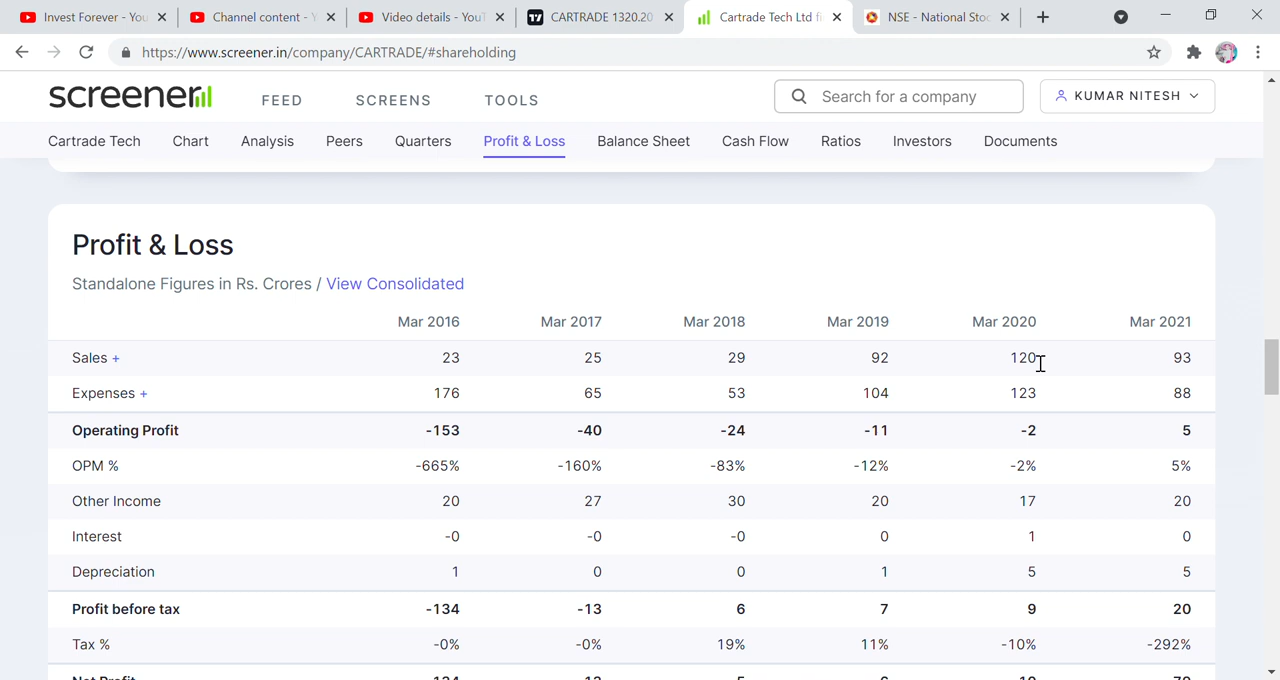 Invest Forever - You
Channel content - Y
Video details - YouT
CARTRADE 1320.20
Cartrade Tech Ltd fi
NSE - National Stoc
https://www.screener.in/company/CARTRADE/#shareholding
screener
FEED
SCREENS
TOOLS
Search for a company
KUMAR NITESH
Cartrade Tech
Chart
Analysis
Peers
Quarters
Profit & Loss
Balance Sheet
Cash Flow
Ratios
Investors
Documents
Profit & Loss
Standalone Figures in Rs. Crores / View Consolidated
Mar 2016 Mar 2017 Mar 2018 Mar 2019 Mar 2020 Mar 2021
Sales + 23 25 29 92 120 93
Expenses + 176 65 53 104 123 88
Operating Profit -153 -40 -24 -11 -2 5
OPM % -665% -160% -83% -12% -2% 5%
Other Income 20 27 30 20 17 20
Interest -0 -0 -0 0 1 0
Depreciation 1 0 0 1 5 5
Profit before tax -134 -13 6 7 9 20
Tax % -0% -0% 19% 11% -10% -292%